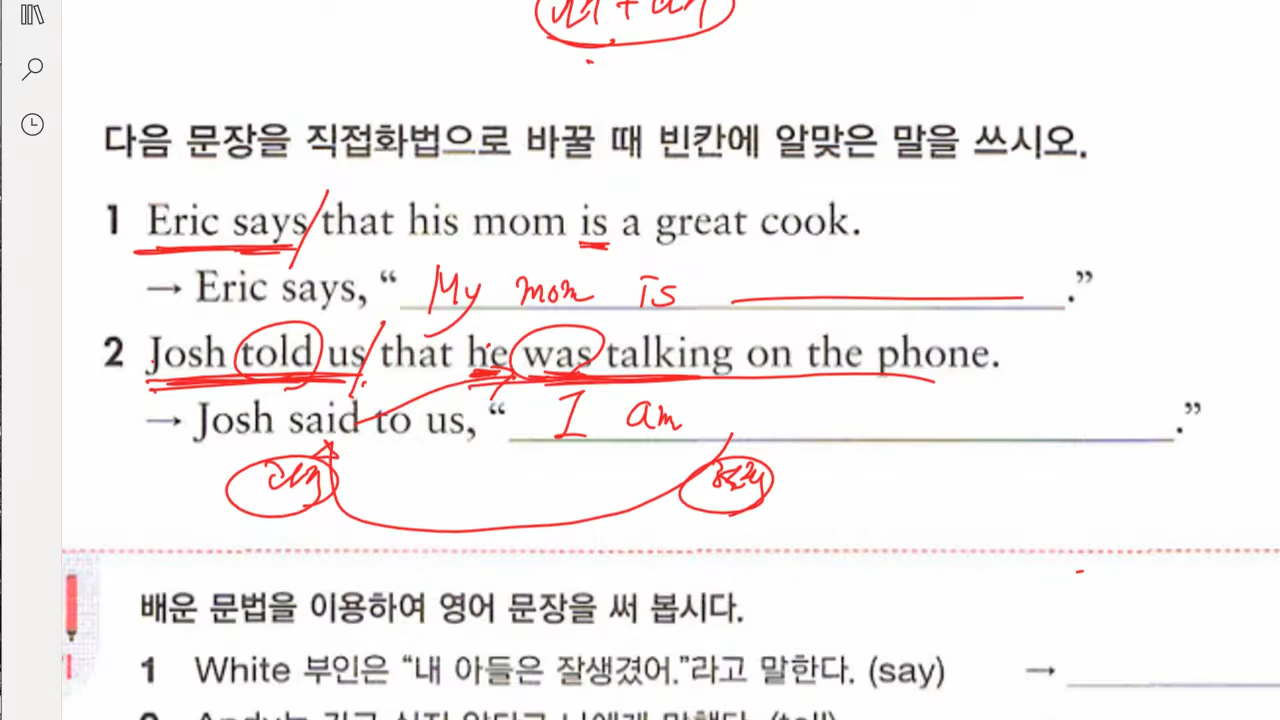 다음 문장을 직접화법으로 바꿀 때 빈칸에 알맞은 말을 쓰시오.
1 Eric says that his mom is a great cook.
→ Eric says, “ My mom is .”
2 Josh told us that he was talking on the phone.
→ Josh said to us, “ I am .”
배운 문법을 이용하여 영어 문장을 써 봅시다.
1 White 부인은 “내 아들은 잘생겼어.”라고 말한다. (say) →